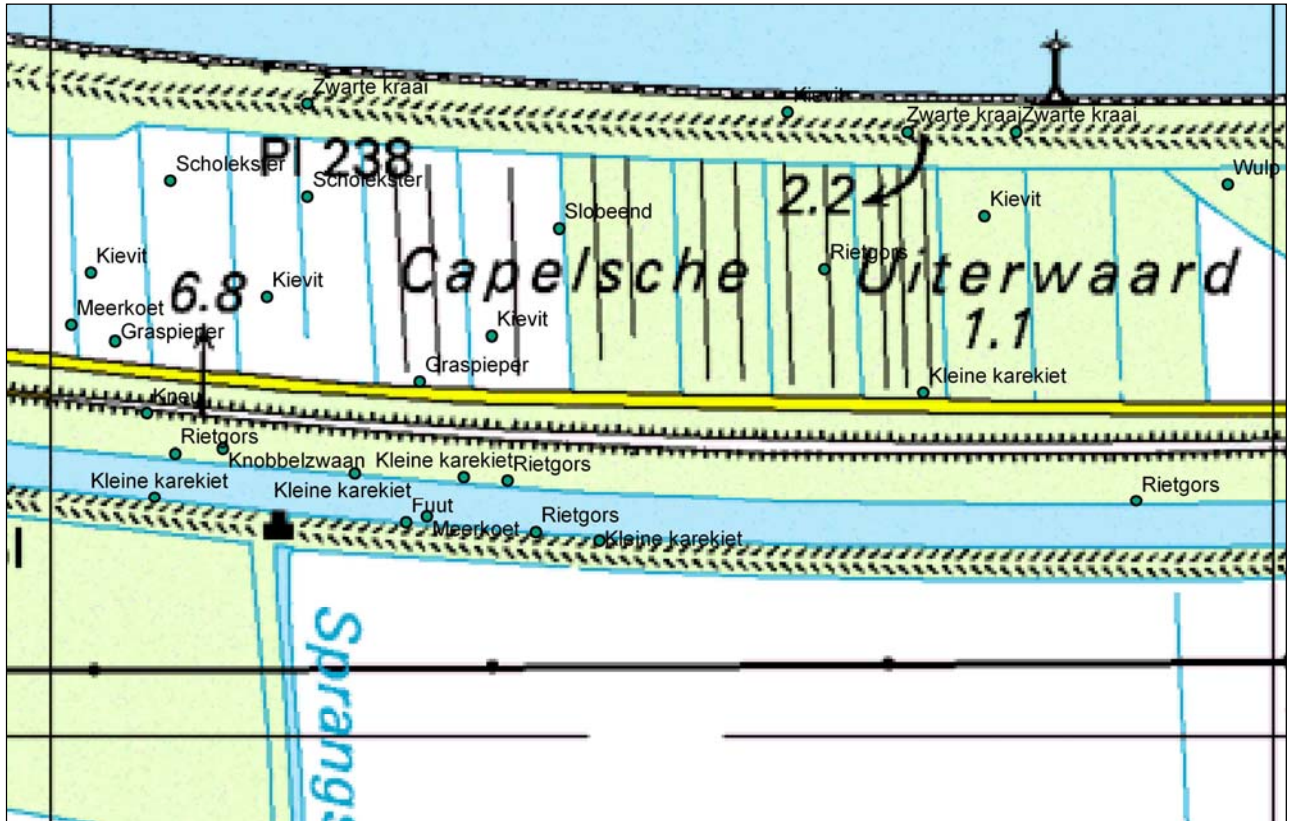 Zwarte kraai
Kievit
Zwarte kraai
Zwarte kraai
Pl 238
Scholekster
Scholekster
Wulp
2.2
Kievit
Slobeend
Rietgors
Kievit
Capelsche Uiterwaard
6.8
Kievit
1.1
Meerkoet
Graspieper
Kievit
Graspieper
Kleine karekiet
Kneu
Rietgors
Knobbelzwaan
Kleine karekiet
Rietgors
Kleine karekiet
Kleine karekiet
Rietgors
Fuut
Meerkoet
Rietgors
Kleine karekiet